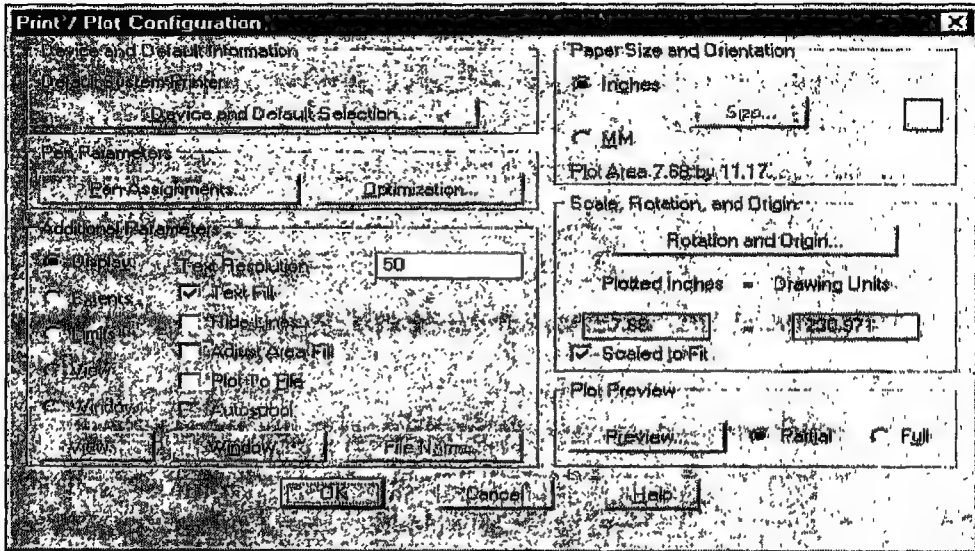 Print / Plot Configuration
Device and Default Information
Default System Printer
Device and Default Selection...
Pen Parameters
Pen Assignments...
Optimization...
Additional Parameters
Display
Extents
Limits
View
Window
Text Resolution
50
Text Fill
Hide Lines
Adjust Area Fill
Plot To File
Autospool
View...
Window...
File Name...
Paper Size and Orientation
Inches
Size...
MM
Plot Area 7.68 by 11.17.
Scale, Rotation, and Origin
Rotation and Origin...
Plotted Inches = Drawing Units
7.68 = 230.971
Scaled to Fit
Plot Preview
Preview...
Partial
Full
OK
Cancel
Help